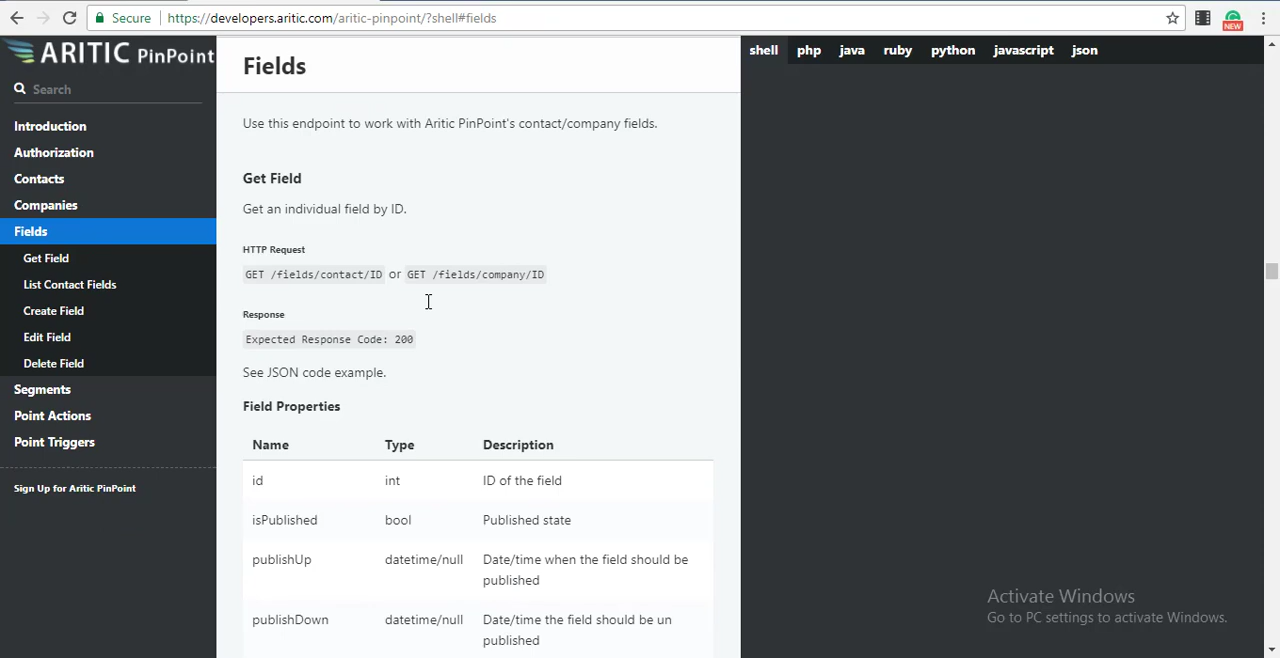 Secure https://developers.aritic.com/aritic-pinpoint/?shell#fields
NEW
ARITIC PinPoint
Search
Introduction
Authorization
Contacts
Companies
Fields
Get Field
List Contact Fields
Create Field
Edit Field
Delete Field
Segments
Point Actions
Point Triggers
Sign Up for Aritic PinPoint
Fields
Use this endpoint to work with Aritic PinPoint's contact/company fields.
Get Field
Get an individual field by ID.
HTTP Request
GET /fields/contact/ID or GET /fields/company/ID
Response
Expected Response Code: 200
See JSON code example.
Field Properties
Name Type Description
id int ID of the field
isPublished bool Published state
publishUp datetime/null Date/time when the field should be
published
publishDown datetime/null Date/time the field should be un
published
shell php java ruby python javascript json
Activate Windows
Go to PC settings to activate Windows.